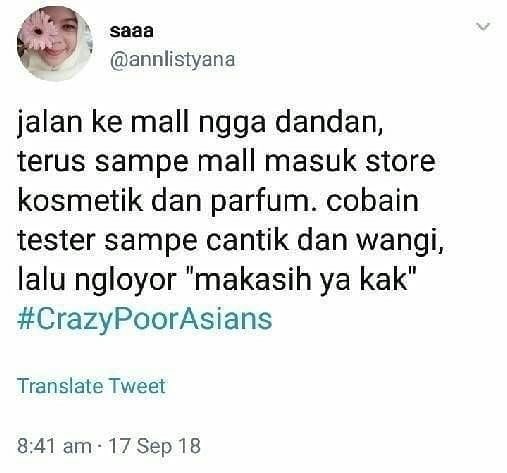 saaa
@annlistyana
jalan ke mall ngga dandan,
terus sampe mall masuk store
kosmetik dan parfum. cobain
tester sampe cantik dan wangi,
lalu ngloyor "makasih ya kak"
#CrazyPoorAsians
Translate Tweet
8:41 am · 17 Sep 18